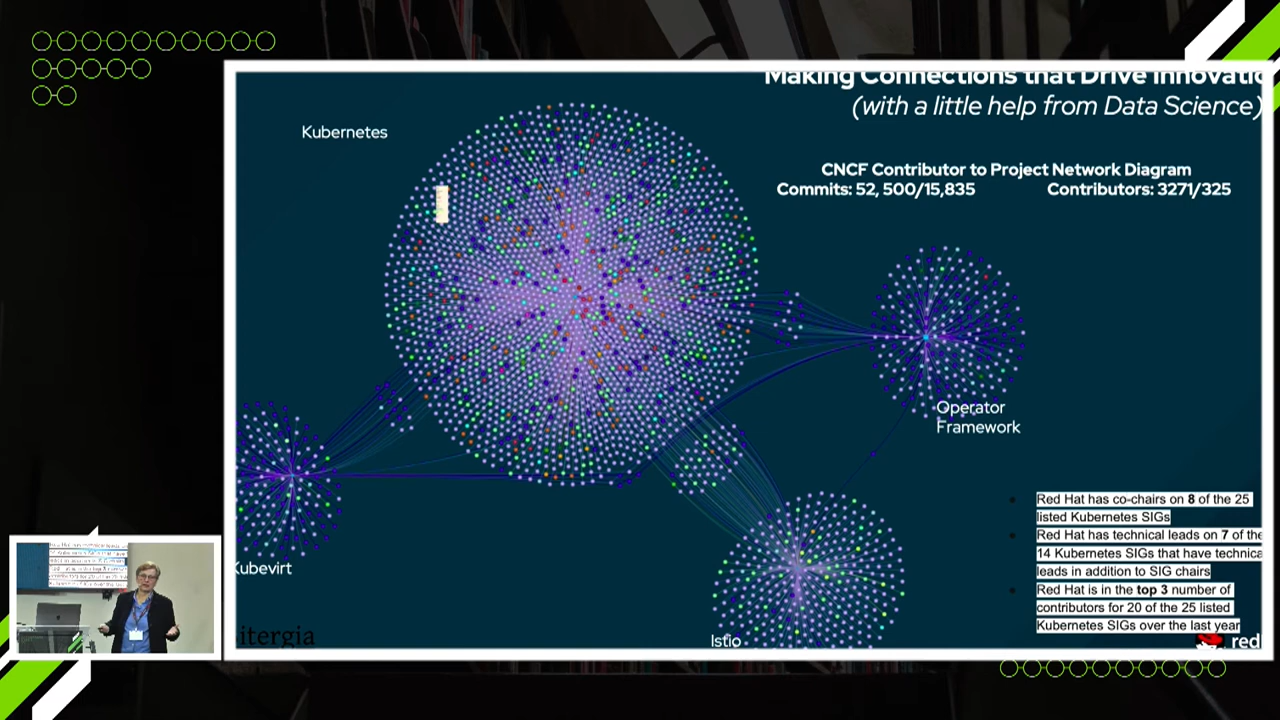 Making Connections that Drive Innovatio
(with a little help from Data Science)
Kubernetes
CNCF Contributor to Project Network Diagram
Commits: 52, 500/15,835
Contributors: 3271/325
Operator
Framework
Red Hat has co-chairs on 8 of the 25
listed Kubernetes SIGs
Red Hat has technical leads on 7 of the
14 Kubernetes SIGs that have technica
leads in addition to SIG chairs
Red Hat is in the top 3 number of
contributors for 20 of the 25 listed
Kubernetes SIGs over the last year
Kubevirt
itergia
Istio
red